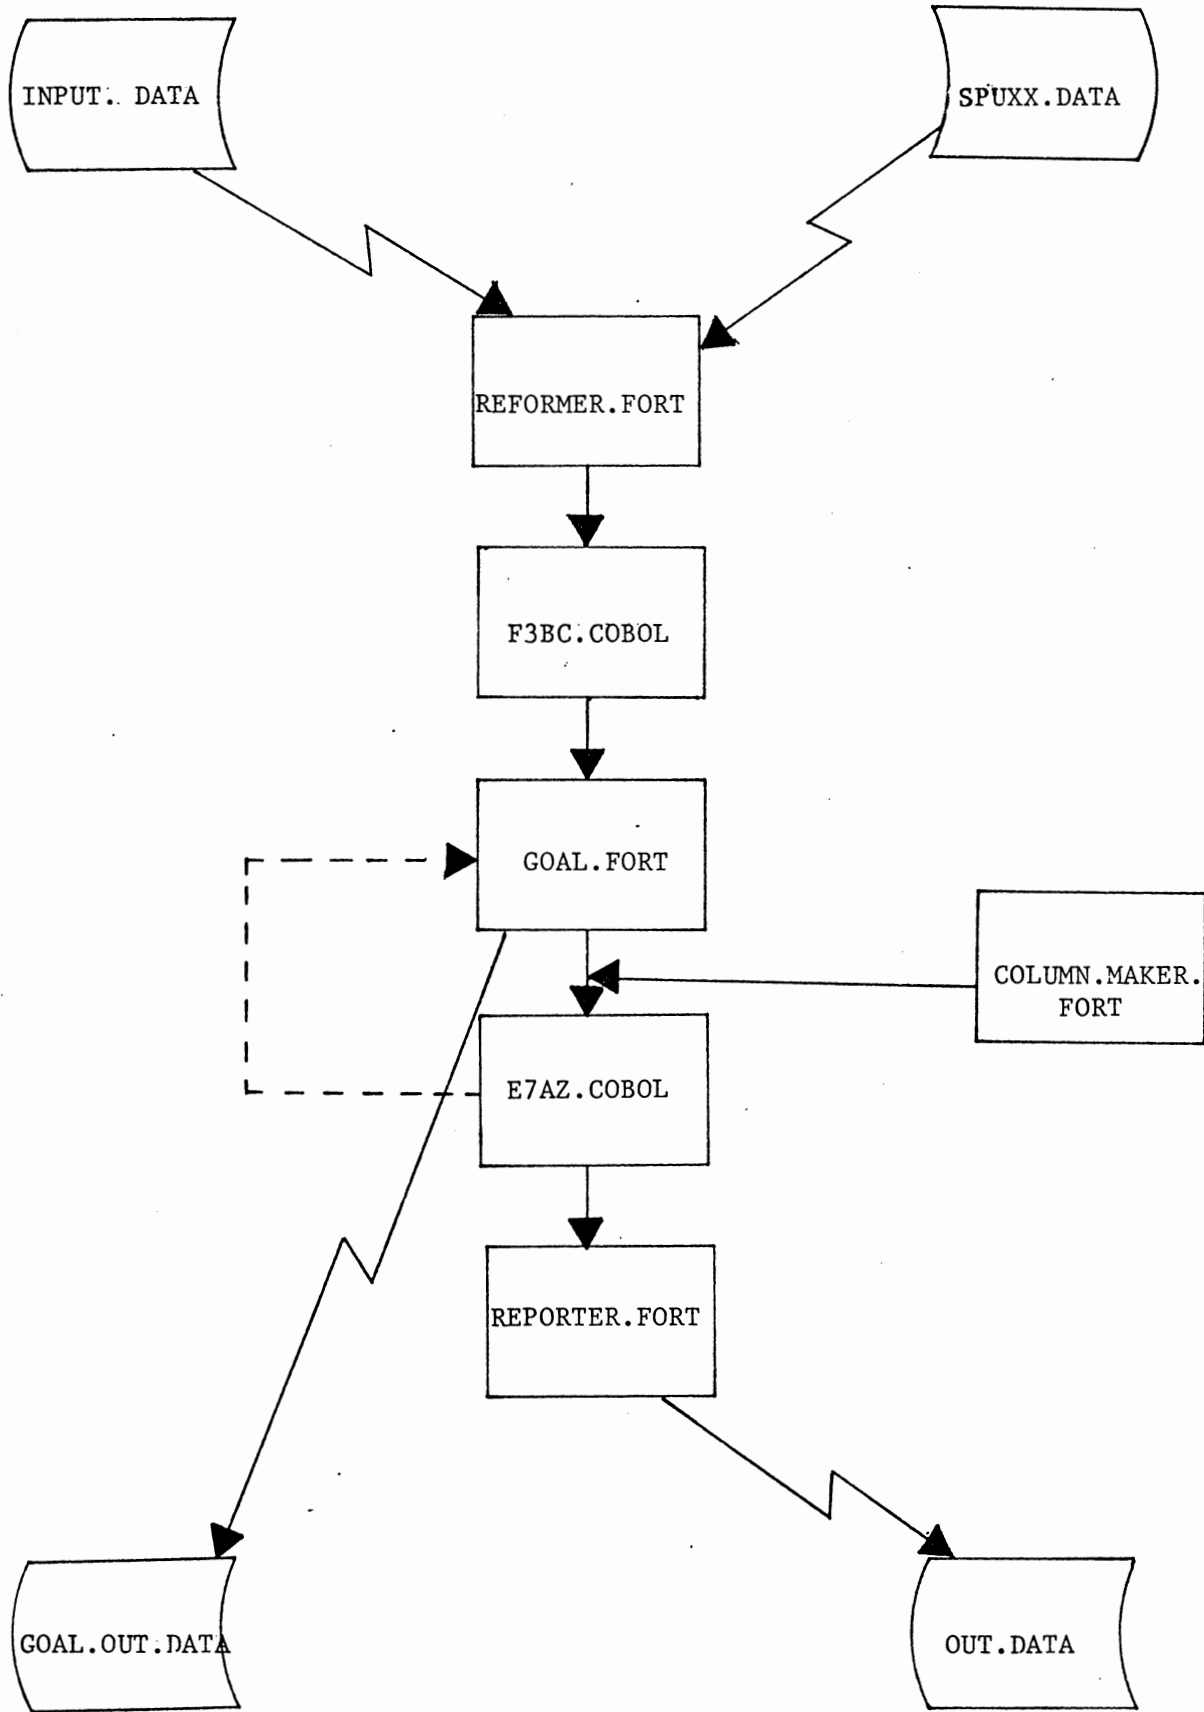 INPUT. DATA
SPUXX.DATA
REFORMER.FORT
F3BC.COBOL
GOAL.FORT
COLUMN.MAKER.
FORT
E7AZ.COBOL
REPORTER.FORT
GOAL.OUT.DATA
OUT.DATA